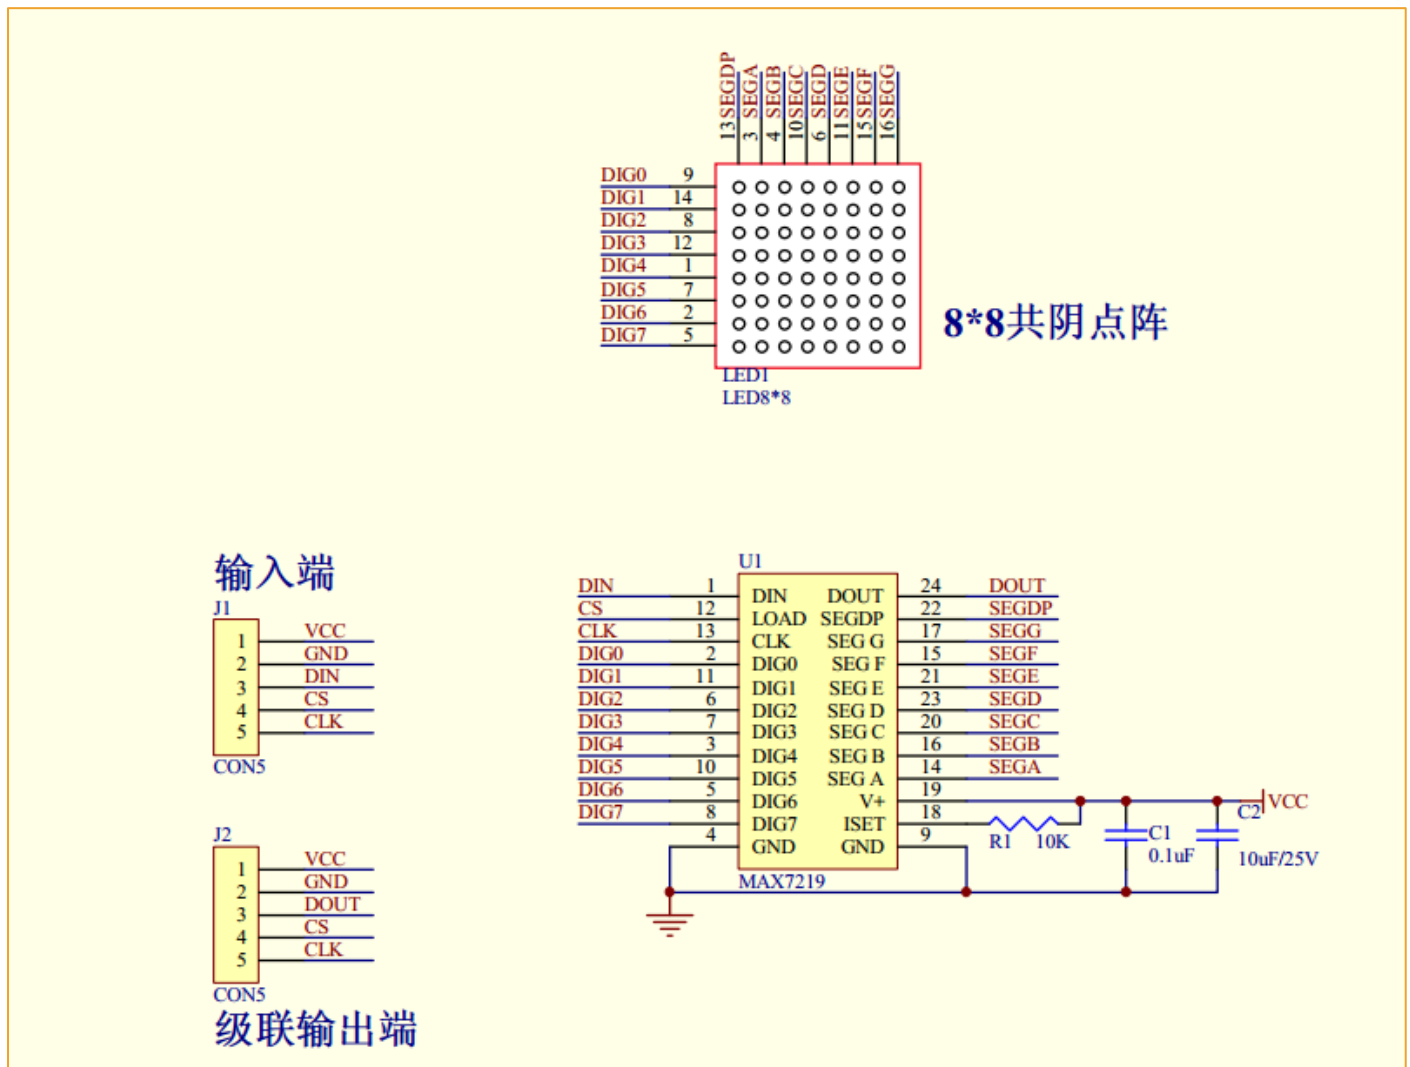 13 SEGDP
3 SEGA
4 SEGB
10 SEGC
6 SEGD
11 SEGE
15 SEGF
16 SEGG
DIG0 9
DIG1 14
DIG2 8
DIG3 12
DIG4 1
DIG5 7
DIG6 2
DIG7 5
8*8共阴点阵
LED1
LED8*8
输入端
J1
1 VCC
2 GND
3 DIN
4 CS
5 CLK
CON5
J2
1 VCC
2 GND
3 DOUT
4 CS
5 CLK
CON5
级联输出端
U1
DIN 1 DIN DOUT 24 DOUT
CS 12 LOAD SEGDP 22 SEGDP
CLK 13 CLK SEG G 17 SEGG
DIG0 2 DIG0 SEG F 15 SEGF
DIG1 11 DIG1 SEG E 21 SEGE
DIG2 6 DIG2 SEG D 23 SEGD
DIG3 7 DIG3 SEG C 20 SEGC
DIG4 3 DIG4 SEG B 16 SEGB
DIG5 10 DIG5 SEG A 14 SEGA
DIG6 5 DIG6 V+ 19
DIG7 8 DIG7 ISET 18
4 GND GND 9
MAX7219
R1 10K
C1
0.1uF
C2
10uF/25V
VCC